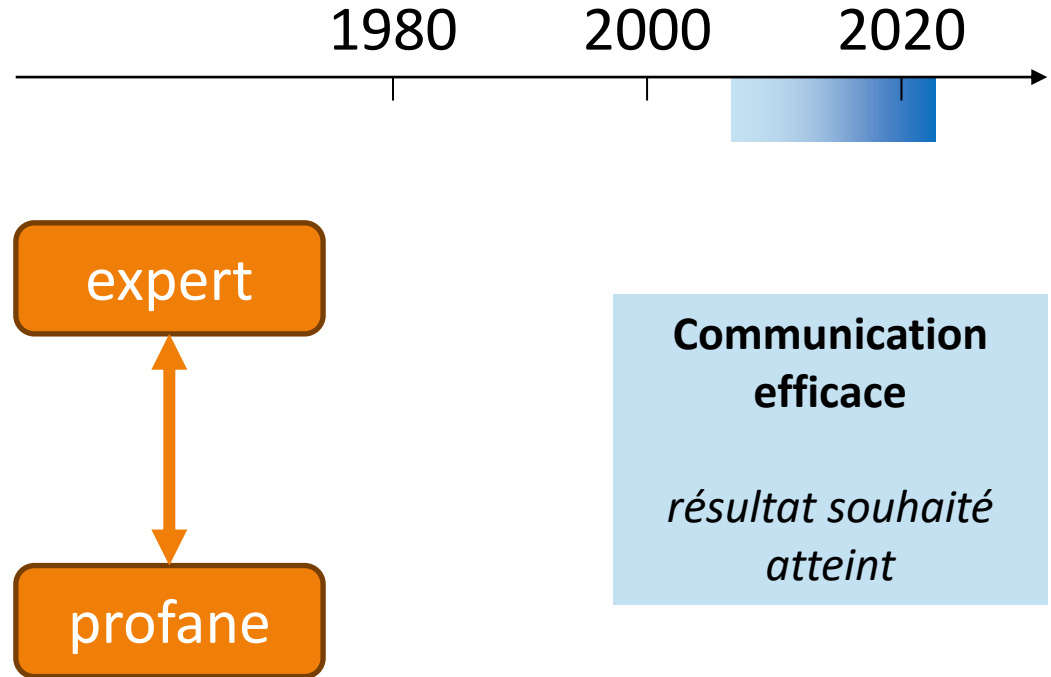 1980 2000 2020
expert
Communication
efficace
résultat souhaité
atteint
profane